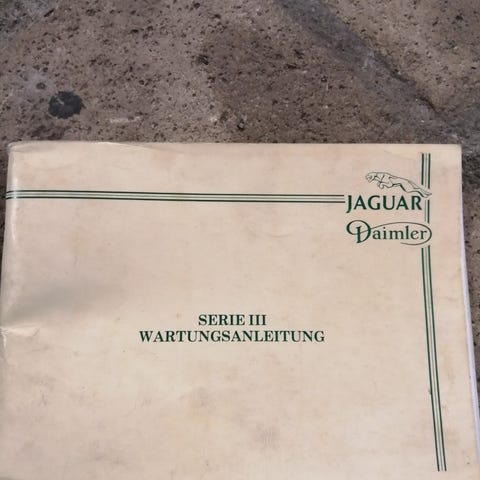 JAGUAR
Daimler
SERIE III
WARTUNGSANLEITUNG